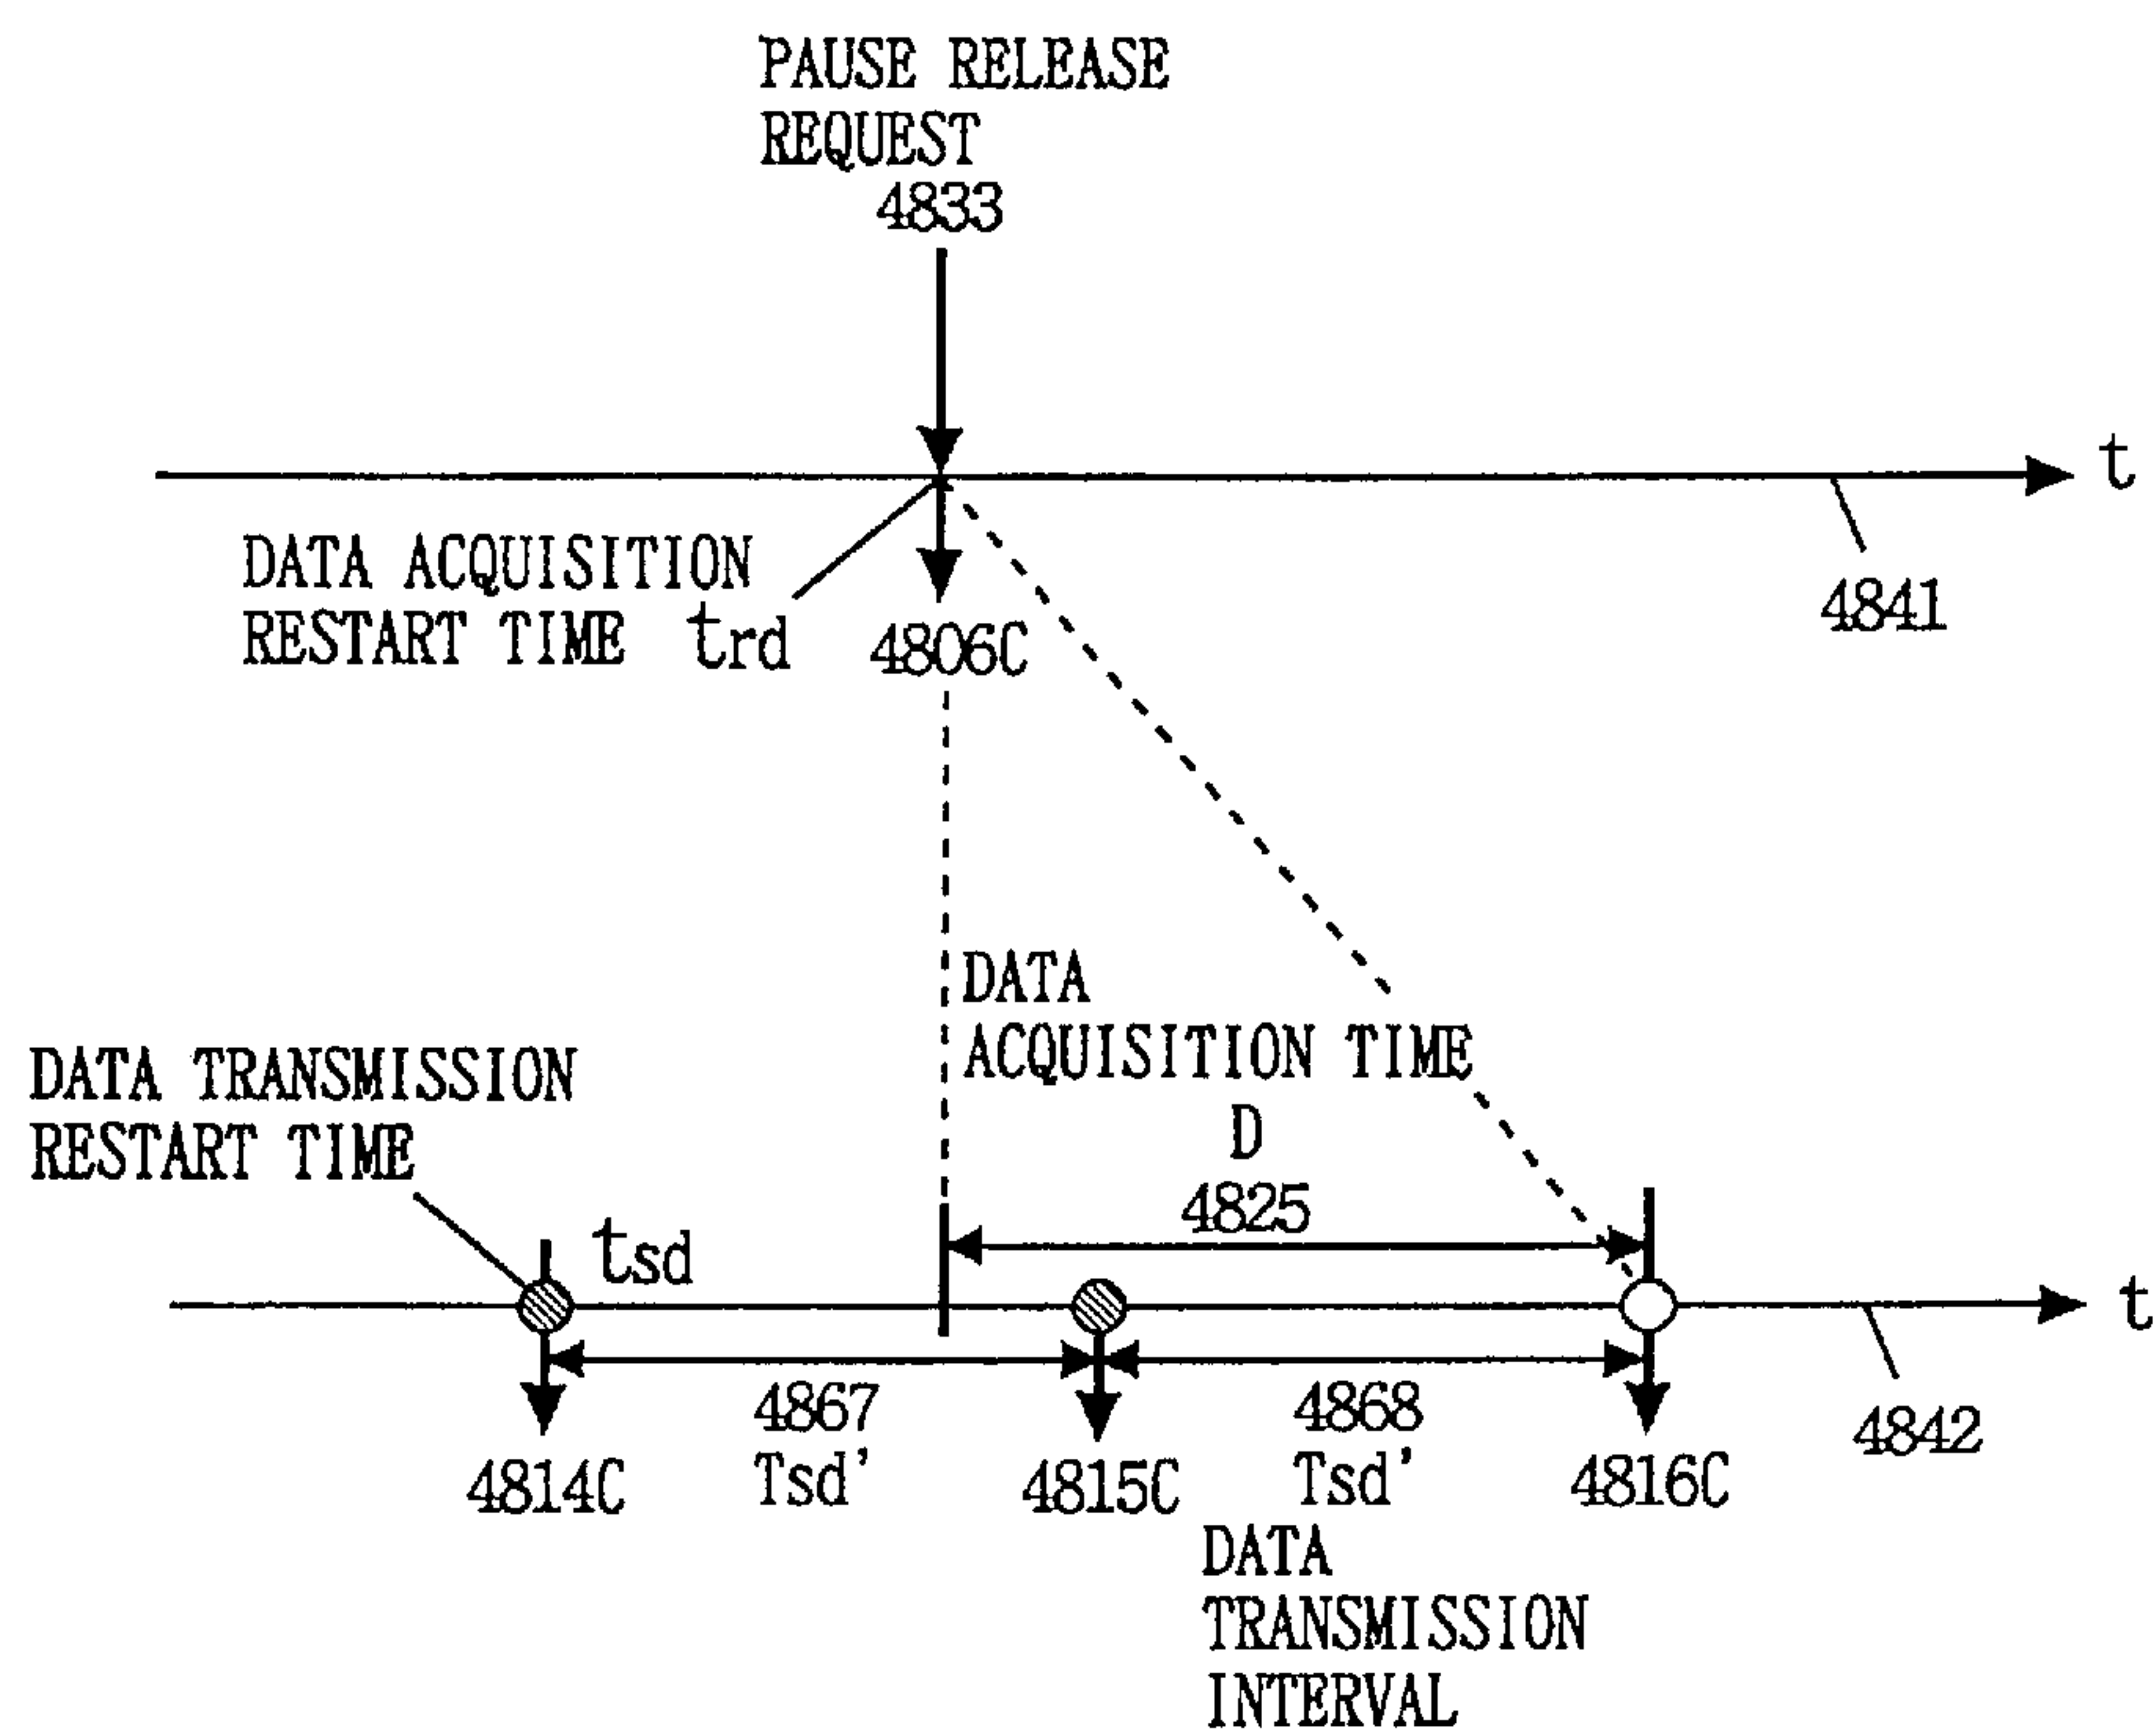 PAUSE RELEASE
REQUEST
4833
t
DATA ACQUISITION
RESTART TIME trd
4806C
4841
DATA
ACQUISITION TIME
D
4825
DATA TRANSMISSION
RESTART TIME
tsd
t
4867
Tsd'
4868
Tsd'
4842
4814C
4815C
4816C
DATA
TRANSMISSION
INTERVAL